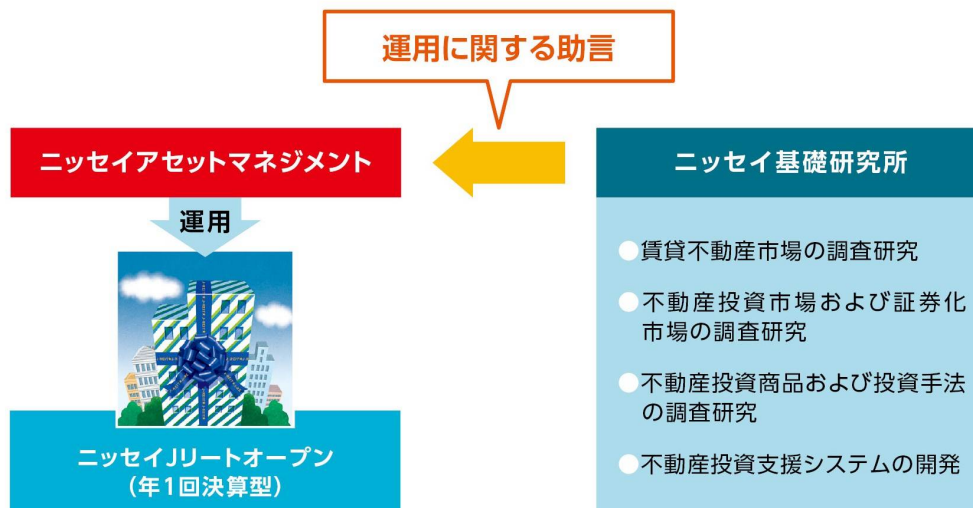 運用に関する助言
ニッセイアセットマネジメント
運用
ニッセイJリートオープン
(年1回決算型)
ニッセイ基礎研究所
●賃貸不動産市場の調査研究
●不動産投資市場および証券化
市場の調査研究
●不動産投資商品および投資手法
の調査研究
●不動産投資支援システムの開発